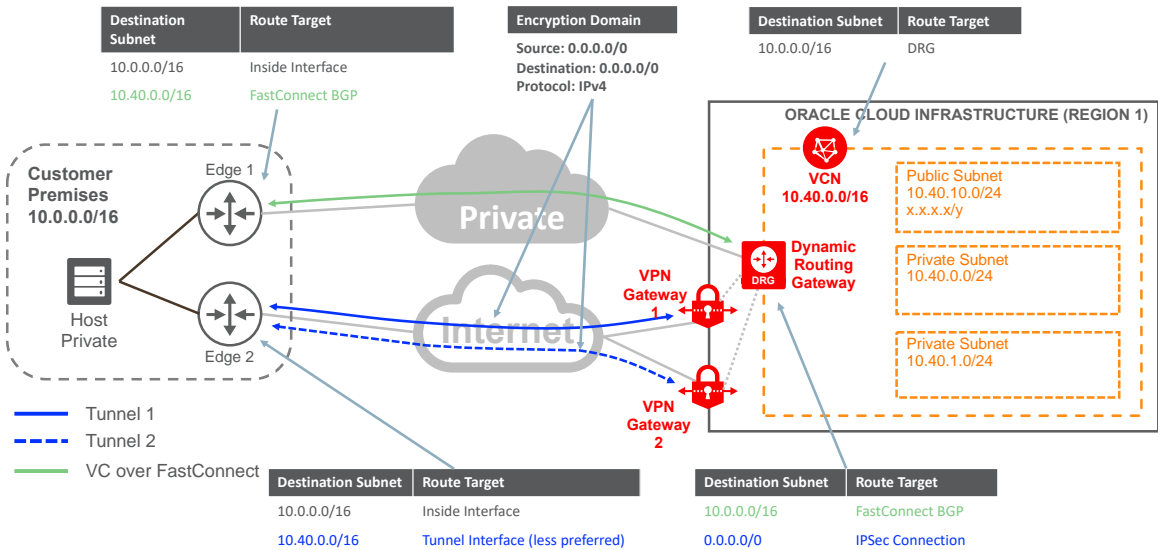 Destination Subnet Route Target
10.0.0.0/16 Inside Interface
10.40.0.0/16 FastConnect BGP
Encryption Domain
Source: 0.0.0.0/0
Destination: 0.0.0.0/0
Protocol: IPv4
Destination Subnet Route Target
10.0.0.0/16 DRG
ORACLE CLOUD INFRASTRUCTURE (REGION 1)
Customer
Premises
10.0.0.0/16
Edge 1
Host
Private
Edge 2
Private
Internet
VPN
Gateway
1
VPN
Gateway
2
DRG
Dynamic
Routing
Gateway
VCN
10.40.0.0/16
Public Subnet
10.40.10.0/24
x.x.x.x/y
Private Subnet
10.40.0.0/24
Private Subnet
10.40.1.0/24
Tunnel 1
Tunnel 2
VC over FastConnect
Destination Subnet Route Target
10.0.0.0/16 Inside Interface
10.40.0.0/16 Tunnel Interface (less preferred)
Destination Subnet Route Target
10.0.0.0/16 FastConnect BGP
0.0.0.0/0 IPSec Connection